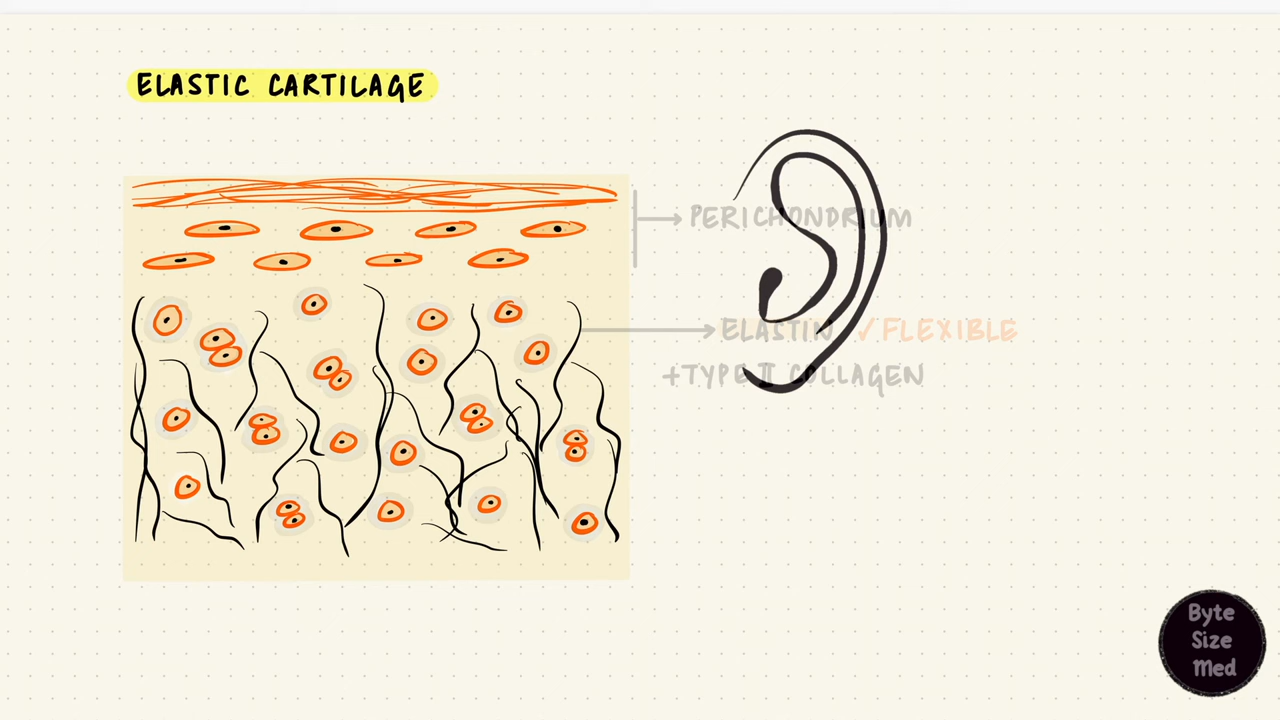 ELASTIC CARTILAGE
PERICHONDRIUM
ELASTIN ✓FLEXIBLE
+TYPE II COLLAGEN
Byte
Size
Med